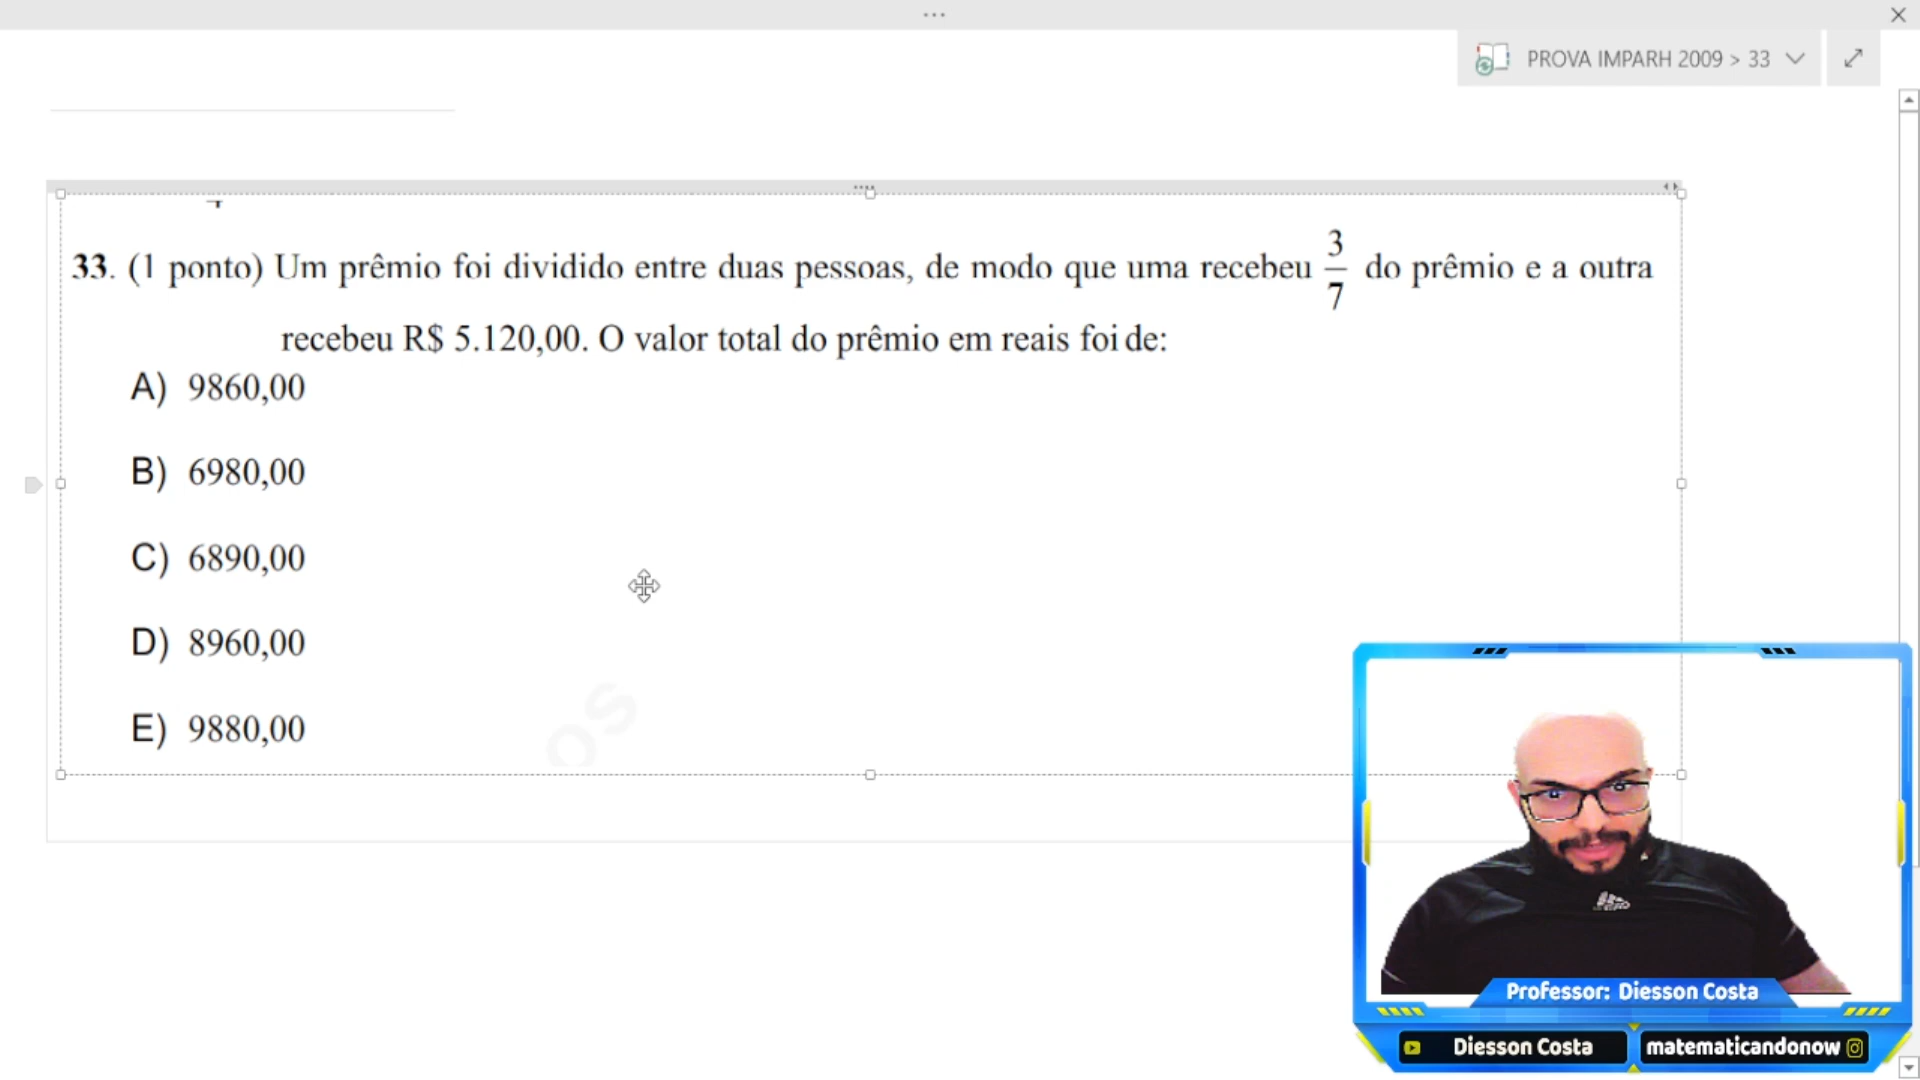 PROVA IMPARH 2009 > 33
33. (1 ponto) Um prêmio foi dividido entre duas pessoas, de modo que uma recebeu 3/7 do prêmio e a outra
recebeu R$ 5.120,00. O valor total do prêmio em reais foi de:
A) 9860,00
B) 6980,00
C) 6890,00
D) 8960,00
E) 9880,00
os
Professor: Diesson Costa
Diesson Costa
matematicandonow